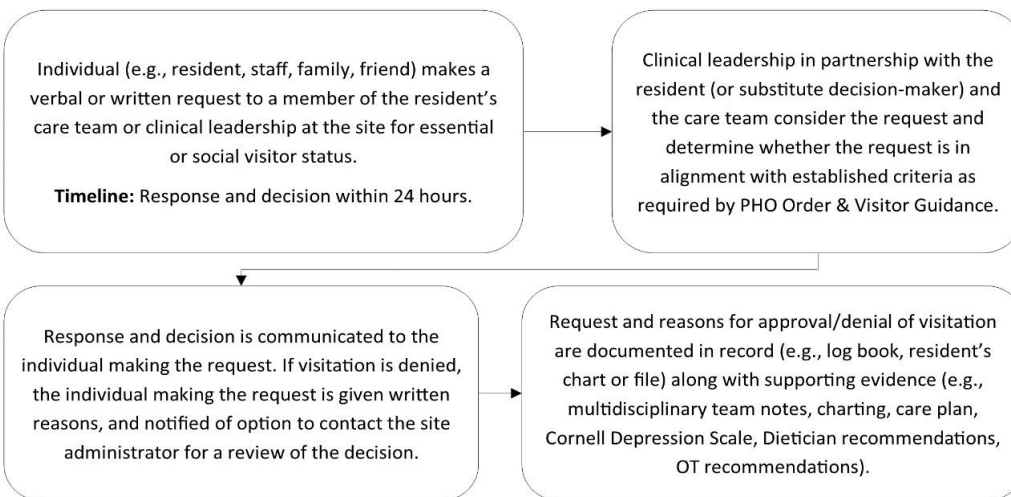 Individual (e.g., resident, staff, family, friend) makes a
verbal or written request to a member of the resident's
care team or clinical leadership at the site for essential
or social visitor status.
Timeline: Response and decision within 24 hours.
Clinical leadership in partnership with the
resident (or substitute decision-maker) and
the care team consider the request and
determine whether the request is in
alignment with established criteria as
required by PHO Order & Visitor Guidance.
Response and decision is communicated to the
individual making the request. If visitation is denied,
the individual making the request is given written
reasons, and notified of option to contact the site
administrator for a review of the decision.
Request and reasons for approval/denial of visitation
are documented in record (e.g., log book, resident's
chart or file) along with supporting evidence (e.g.,
multidisciplinary team notes, charting, care plan,
Cornell Depression Scale, Dietician recommendations,
OT recommendations).